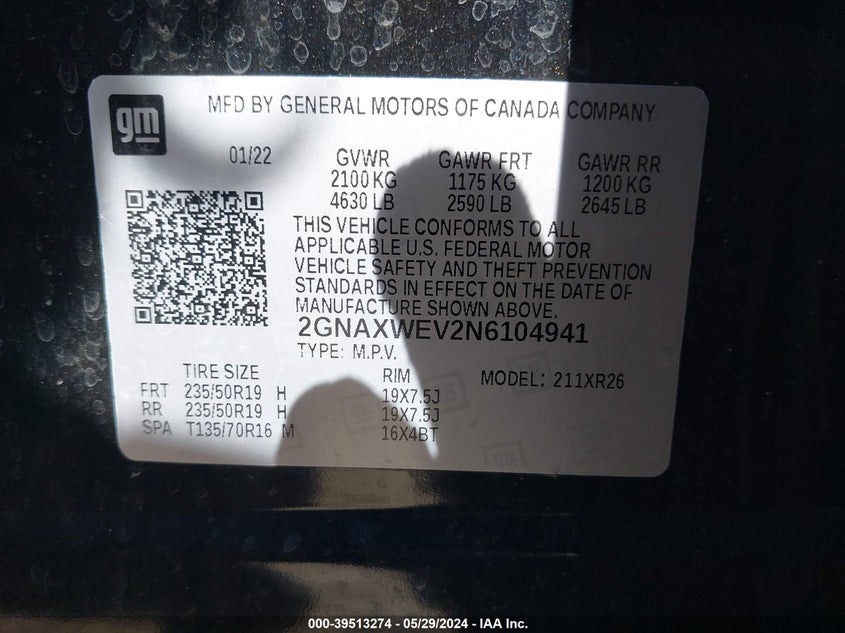 gm
MFD BY GENERAL MOTORS OF CANADA COMPANY
01/22 GVWR GAWR FRT GAWR RR
2100 KG 1175 KG 1200 KG
4630 LB 2590 LB 2645 LB
THIS VEHICLE CONFORMS TO ALL
APPLICABLE U.S. FEDERAL MOTOR
VEHICLE SAFETY AND THEFT PREVENTION
STANDARDS IN EFFECT ON THE DATE OF
MANUFACTURE SHOWN ABOVE.
2GNAXWEV2N6104941
TYPE: M.P.V.
TIRE SIZE RIM MODEL: 211XR26
FRT 235/50R19 H 19X7.5J
RR 235/50R19 H 19X7.5J
SPA T135/70R16 M 16X4BT
000-39513274 / 05/29/2024 - IAA Inc.